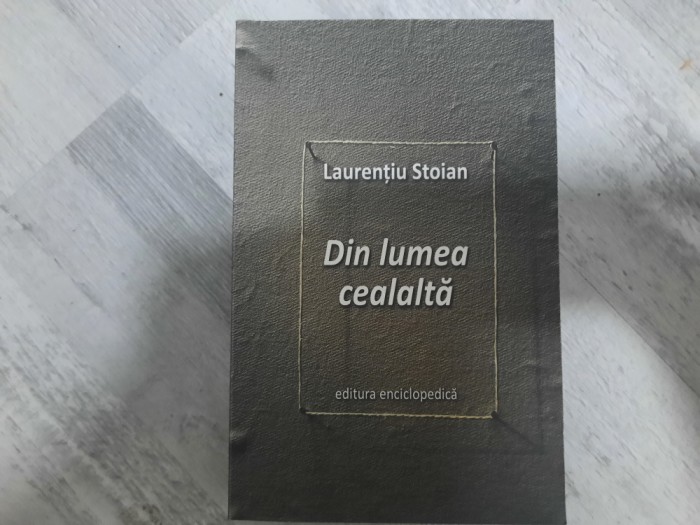 Laurențiu Stoian
Din lumea
cealaltă
editura enciclopedică